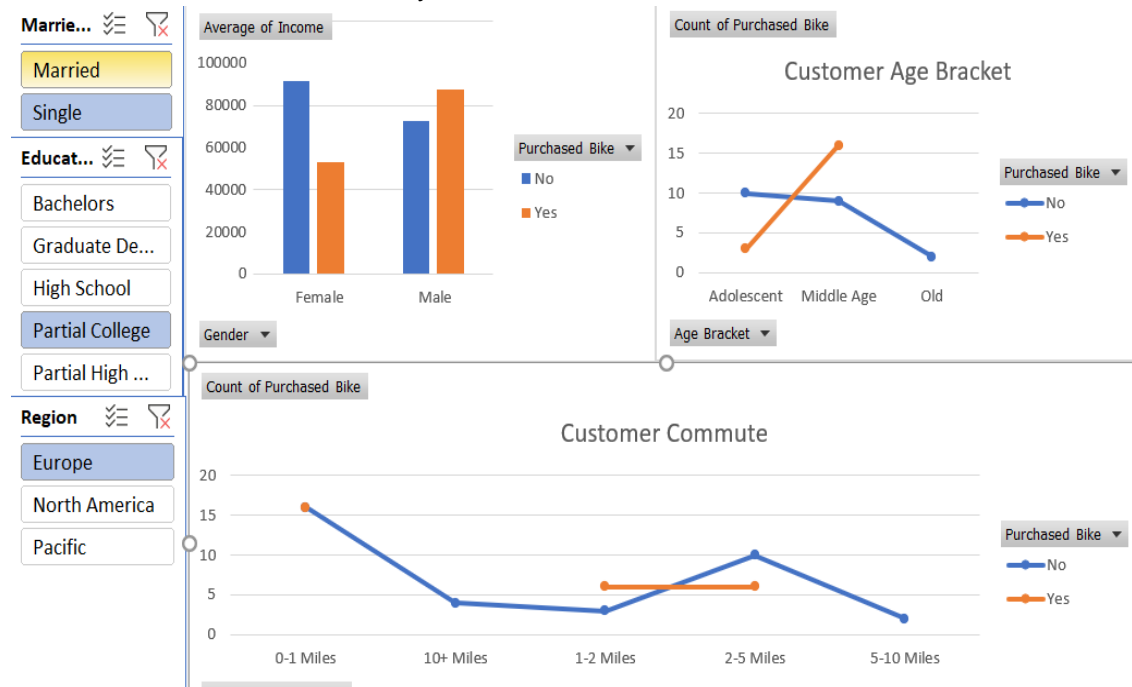 Marrie...
Married
Single
Educat...
Bachelors
Graduate De...
High School
Partial College
Partial High ...
Region
Europe
North America
Pacific
Average of Income
100000
80000
60000
40000
20000
0
Female Male
Purchased Bike
No
Yes
Gender
Count of Purchased Bike
Customer Age Bracket
20
15
10
5
0
Adolescent Middle Age Old
Purchased Bike
No
Yes
Age Bracket
Count of Purchased Bike
Customer Commute
20
15
10
5
0
0-1 Miles 10+ Miles 1-2 Miles 2-5 Miles 5-10 Miles
Purchased Bike
No
Yes